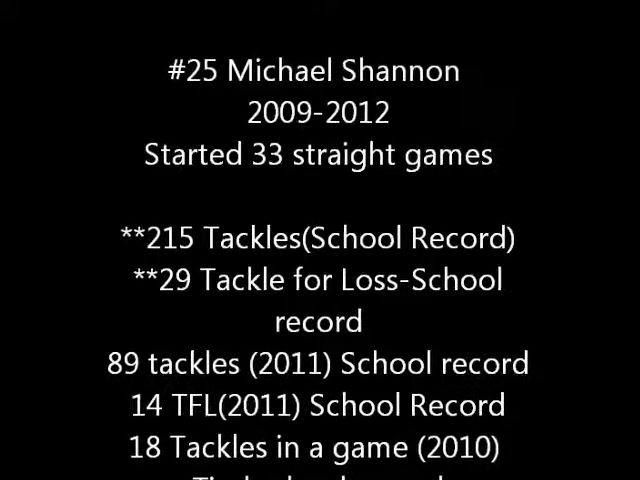 #25 Michael Shannon
2009-2012
Started 33 straight games
**215 Tackles(School Record)
**29 Tackle for Loss-School
record
89 tackles (2011) School record
14 TFL(2011) School Record
18 Tackles in a game (2010)